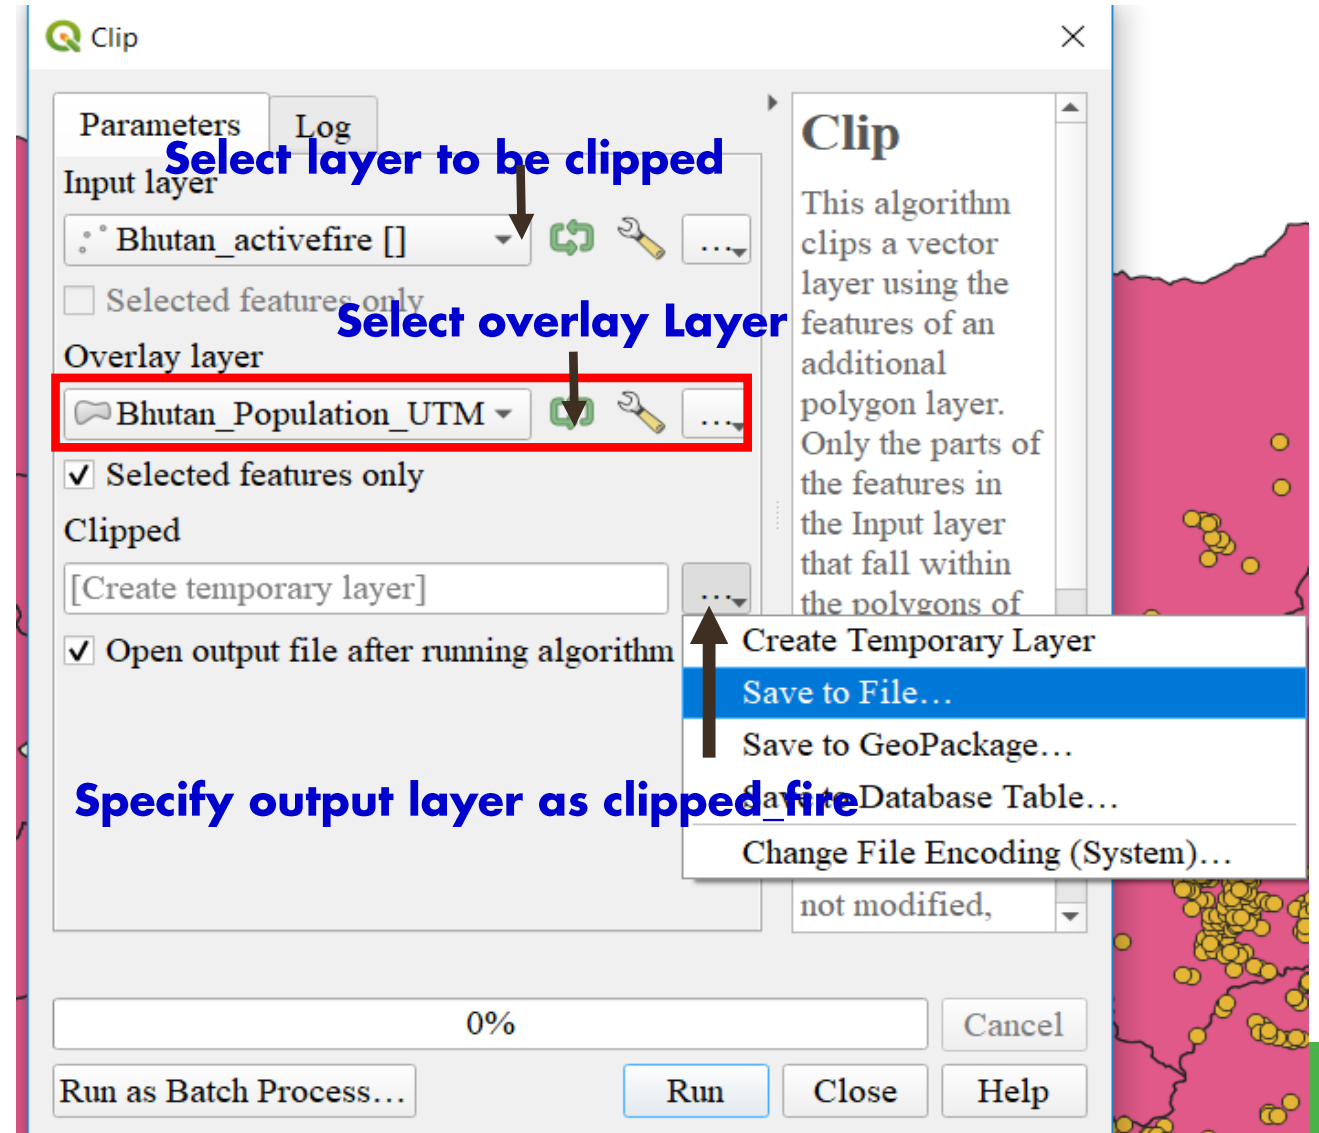 Clip
Parameters
Log
Select layer to be clipped
Input layer
Bhutan_activefire []
...
Selected features only
Select overlay Layer
Overlay layer
Bhutan_Population_UTM
...
Selected features only
Clipped
[Create temporary layer]
...
Open output file after running algorithm
Specify output layer as clipped_fire
Clip
This algorithm
clips a vector
layer using the
features of an
additional
polygon layer.
Only the parts of
the features in
the Input layer
that fall within
the polygons of
Create Temporary Layer
Save to File…
Save to GeoPackage…
Save to Database Table…
Change File Encoding (System)…
not modified,
0%
Cancel
Run as Batch Process…
Run
Close
Help